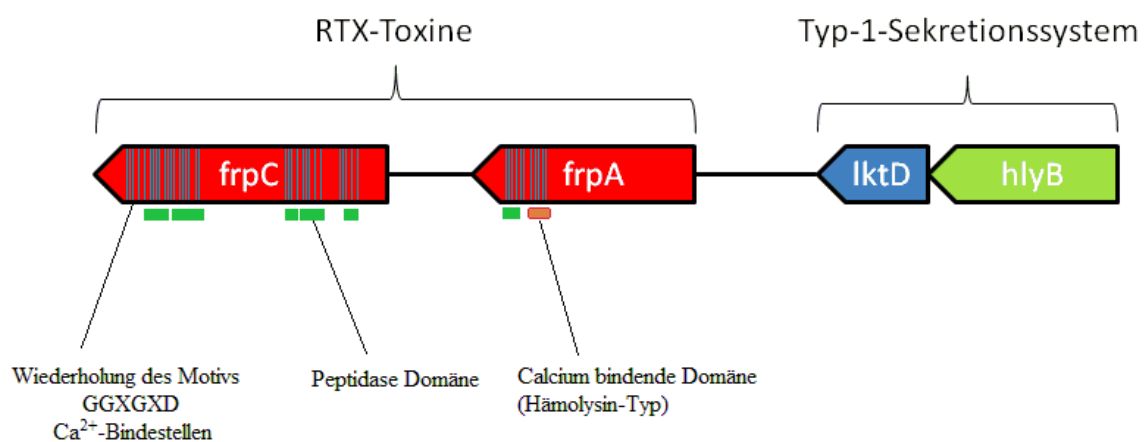 RTX-Toxine
Typ-1-Sekretionssystem
frpC
frpA
lktD
hlyB
Wiederholung des Motivs
GGXGXD
Ca²⁺-Bindestellen
Peptidase Domäne
Calcium bindende Domäne
(Hämolysin-Typ)